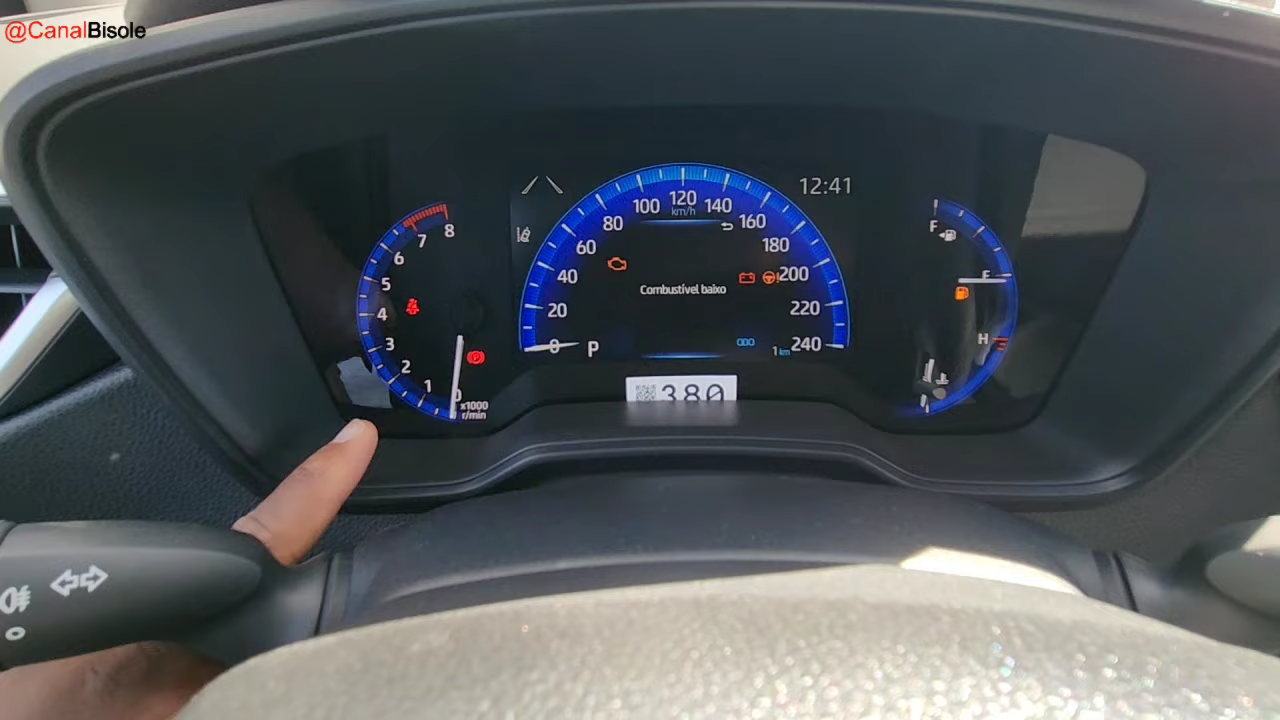 @CanalBisole
12:41
0
20
40
60
80
100
120
140
160
180
200
220
240
km/h
Combustível baixo
P
1 km
0
1
2
3
4
5
6
7
8
x1000
r/min
F
E
H
380